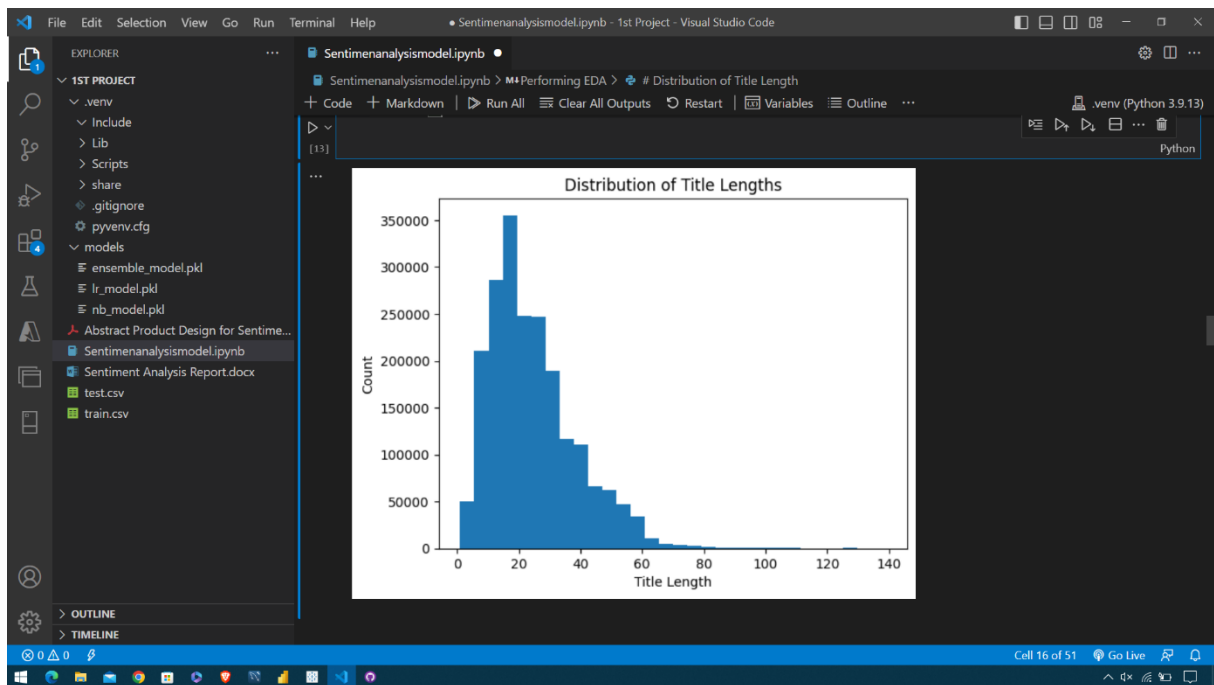 File Edit Selection View Go Run Terminal Help ● Sentimenanalysismodel.ipynb - 1st Project - Visual Studio Code
EXPLORER ···
1ST PROJECT
.venv
Include
Lib
Scripts
share
.gitignore
pyvenv.cfg
models
ensemble_model.pkl
lr_model.pkl
nb_model.pkl
Abstract Product Design for Sentime...
Sentimenanalysismodel.ipynb
Sentiment Analysis Report.docx
test.csv
train.csv
OUTLINE
TIMELINE
1
4
Sentimenanalysismodel.ipynb ●
Sentimenanalysismodel.ipynb > M↓Performing EDA > # Distribution of Title Length
+ Code + Markdown | Run All Clear All Outputs Restart | Variables Outline ··· .venv (Python 3.9.13)
[13] Python
···
Distribution of Title Lengths
350000
300000
250000
200000
150000
100000
50000
0
Count
0 20 40 60 80 100 120 140
Title Length
0 0 Cell 16 of 51 Go Live